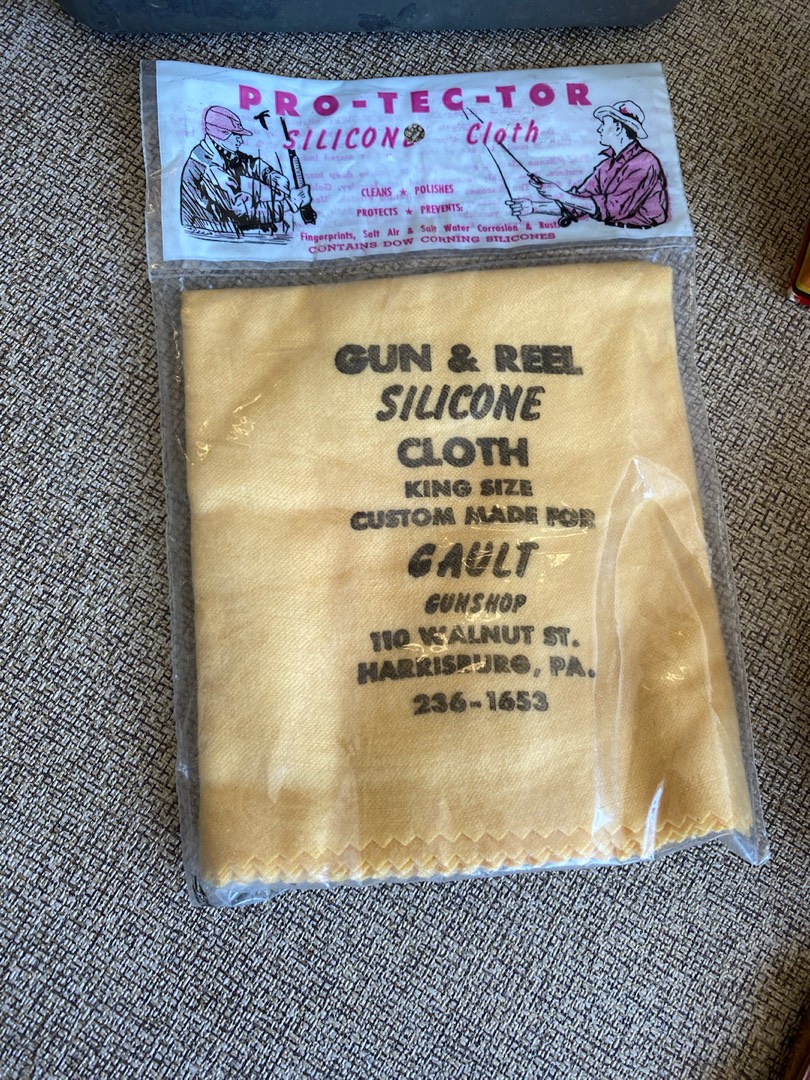 PRO-TEC-TOR
SILICONE Cloth
CLEANS ★ POLISHES
PROTECTS ★ PREVENTS:
Fingerprints, Salt Air & Salt Water Corrosion & Rust.
CONTAINS DOW CORNING SILICONES
GUN & REEL
SILICONE
CLOTH
KING SIZE
CUSTOM MADE FOR
GAULT
GUNSHOP
110 WALNUT ST.
HARRISBURG, PA.
236-1653